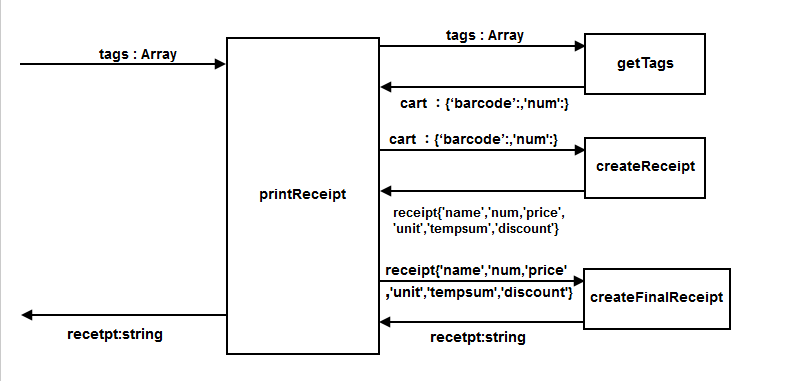 tags : Array
tags : Array
getTags
cart ：{‘barcode’:,'num':}
cart ：{‘barcode’:,'num':}
createReceipt
printReceipt
receipt{'name','num,'price',
'unit','tempsum','discount'}
receipt{'name','num,'price'
,'unit','tempsum','discount'}
createFinalReceipt
recetpt:string
recetpt:string